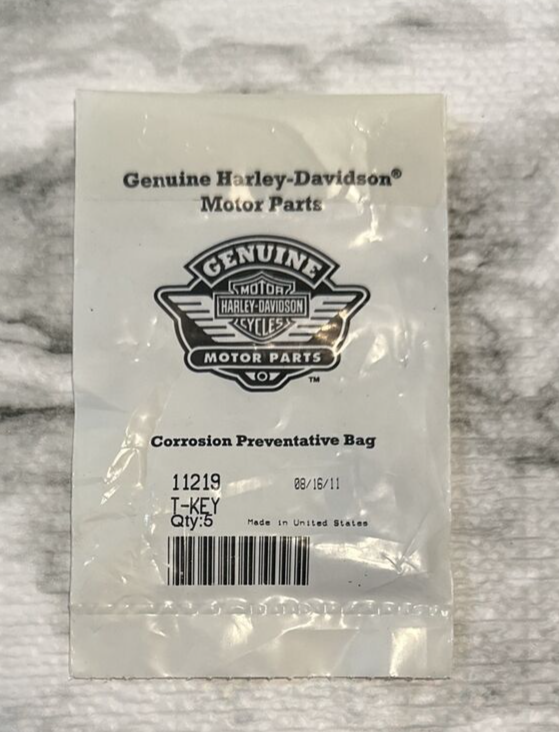 Genuine Harley-Davidson®
Motor Parts
GENUINE
MOTOR
HARLEY-DAVIDSON
CYCLES
MOTOR PARTS
™
Corrosion Preventative Bag
11219 08/16/11
T-KEY
Qty:5 Made in United States